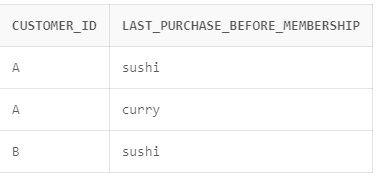 CUSTOMER_ID LAST_PURCHASE_BEFORE_MEMBERSHIP
A sushi
A curry
B sushi